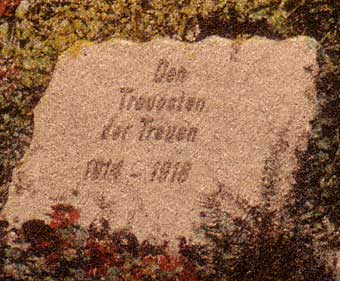 Den
Treuesten
der Treuen
1914 - 1918